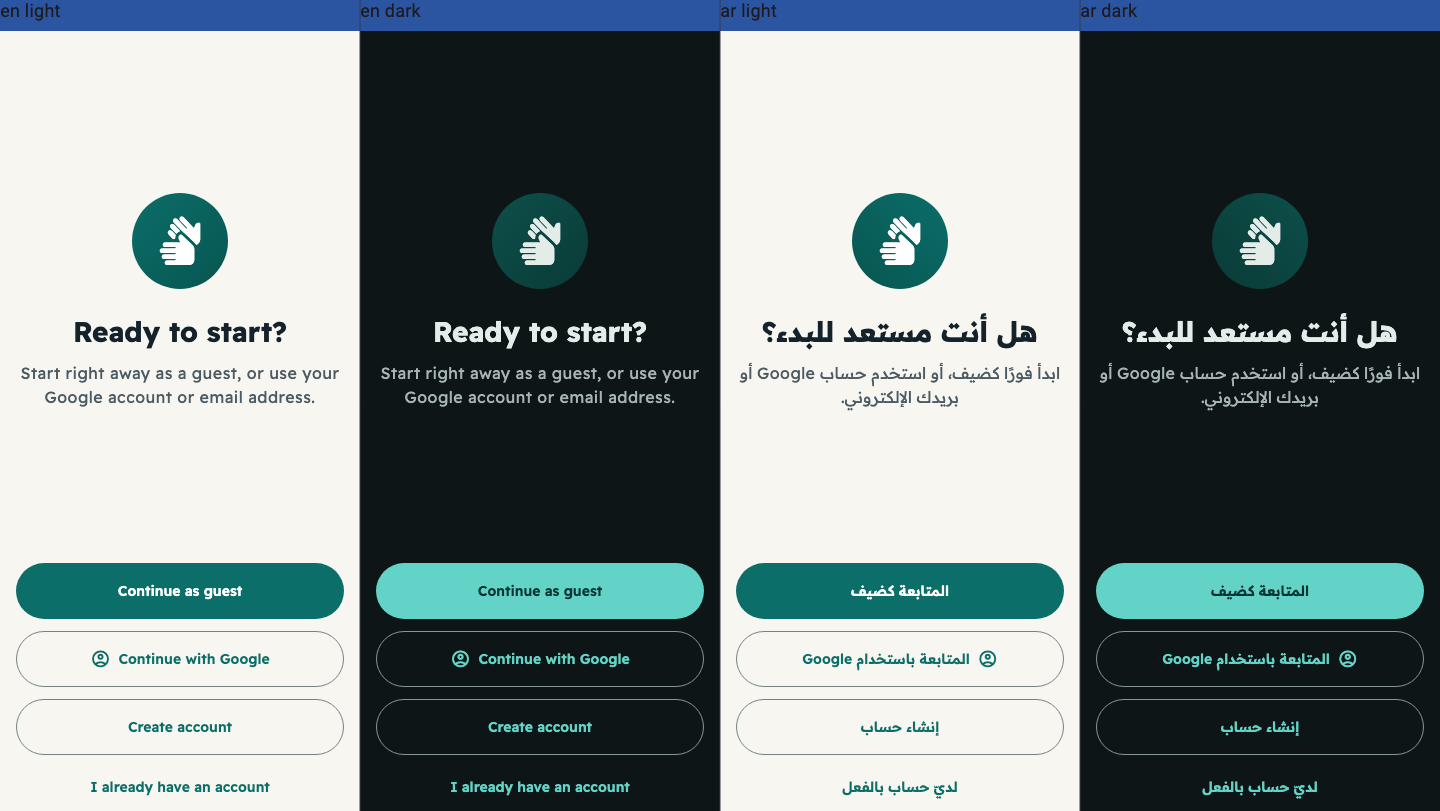 en light
Ready to start?
Start right away as a guest, or use your
Google account or email address.
Continue as guest
Continue with Google
Create account
I already have an account
en dark
Ready to start?
Start right away as a guest, or use your
Google account or email address.
Continue as guest
Continue with Google
Create account
I already have an account
ar light
هل أنت مستعد للبدء؟
ابدأ فورًا كضيف، أو استخدم حساب Google أو
بريدك الإلكتروني.
المتابعة كضيف
المتابعة باستخدام Google
إنشاء حساب
لديّ حساب بالفعل
ar dark
هل أنت مستعد للبدء؟
ابدأ فورًا كضيف، أو استخدم حساب Google أو
بريدك الإلكتروني.
المتابعة كضيف
المتابعة باستخدام Google
إنشاء حساب
لديّ حساب بالفعل